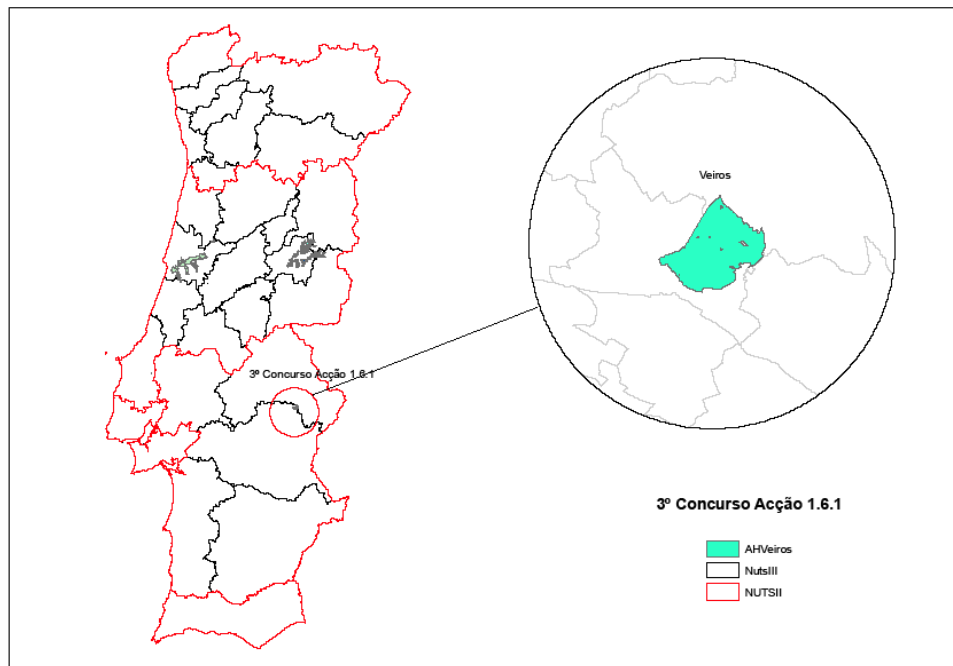 Veiros
3º Concurso Acção 1.6.1
3º Concurso Acção 1.6.1
AHVeiros
NutsIII
NUTSII